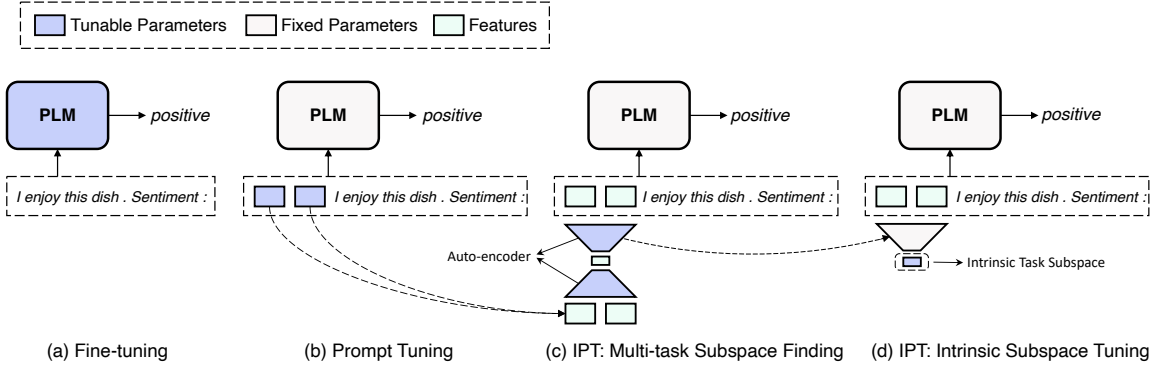 Tunable Parameters Fixed Parameters Features
PLM positive PLM positive PLM positive PLM positive
I enjoy this dish . Sentiment : I enjoy this dish . Sentiment : I enjoy this dish . Sentiment : I enjoy this dish . Sentiment :
Auto-encoder Intrinsic Task Subspace
(a) Fine-tuning (b) Prompt Tuning (c) IPT: Multi-task Subspace Finding (d) IPT: Intrinsic Subspace Tuning